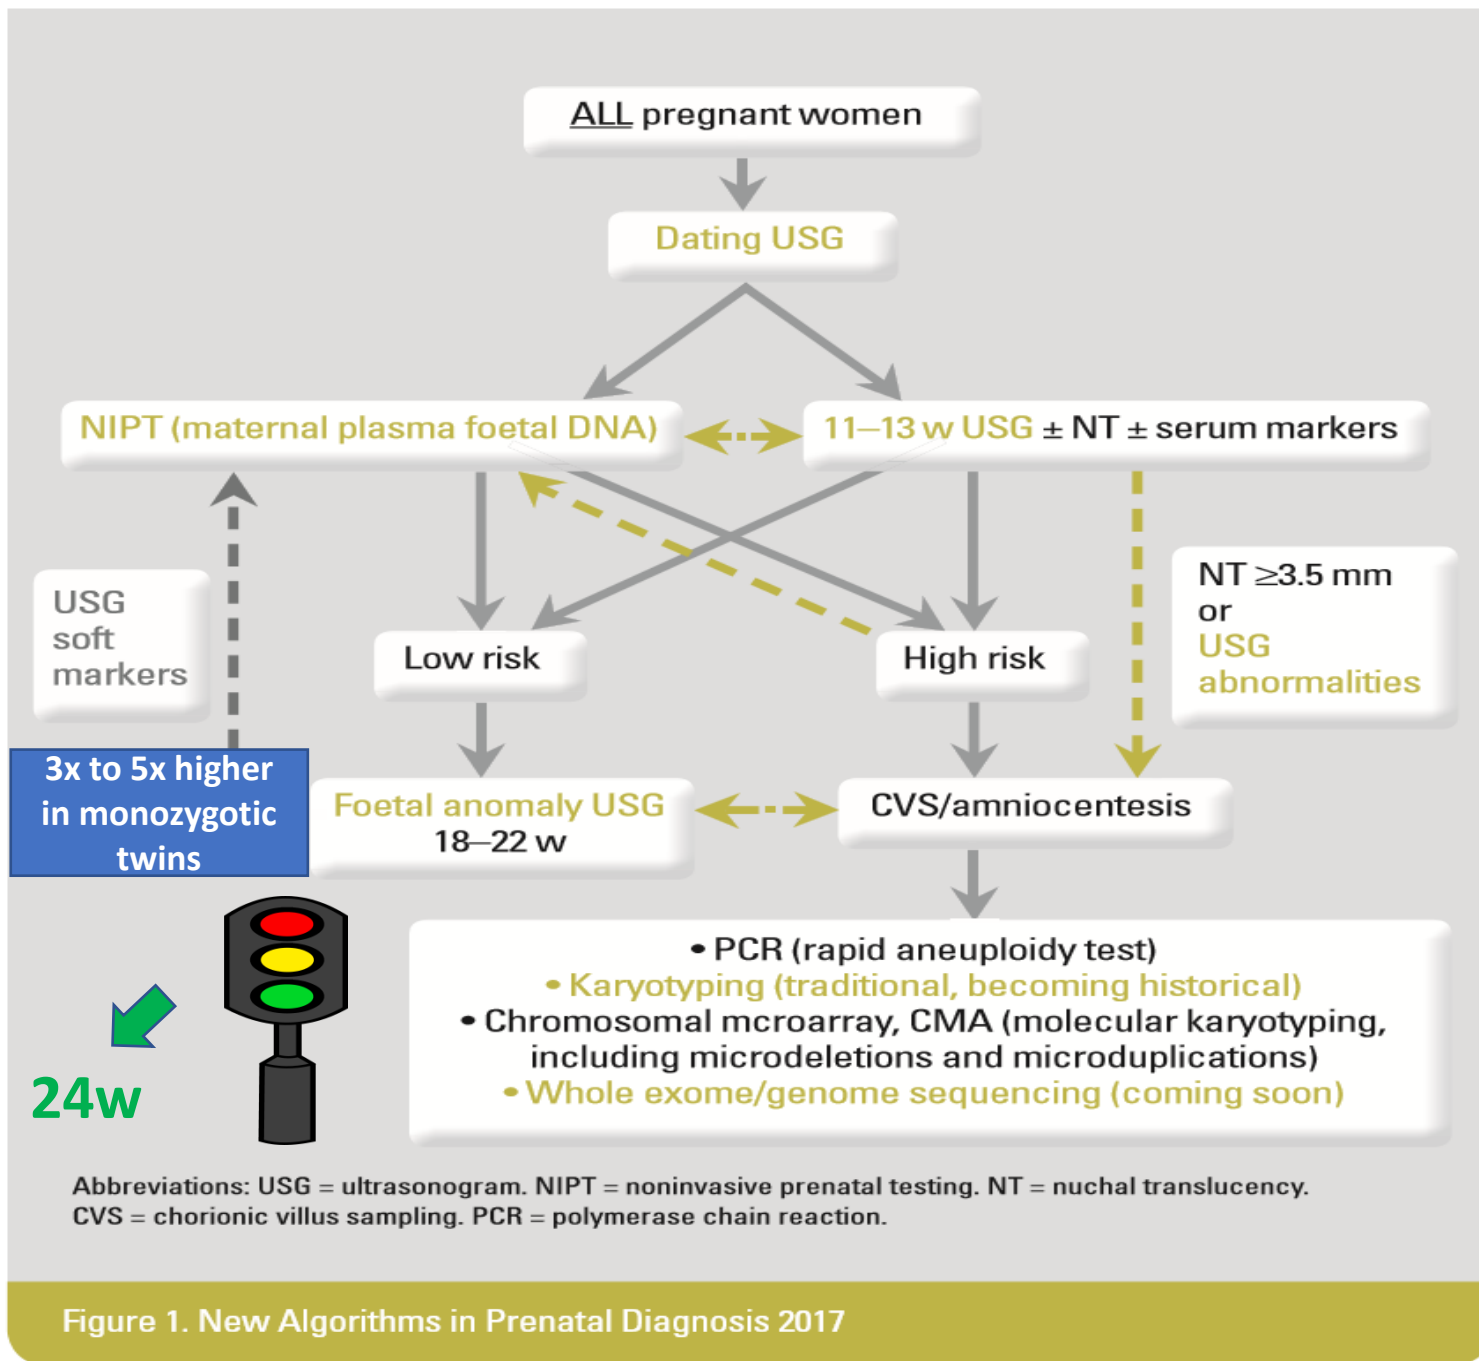 ALL pregnant women
Dating USG
NIPT (maternal plasma foetal DNA)
11–13 w USG ± NT ± serum markers
USG
soft
markers
Low risk
High risk
NT ≥3.5 mm
or
USG
abnormalities
3x to 5x higher
in monozygotic
twins
Foetal anomaly USG
18–22 w
CVS/amniocentesis
• PCR (rapid aneuploidy test)
• Karyotyping (traditional, becoming historical)
• Chromosomal mcroarray, CMA (molecular karyotyping,
including microdeletions and microduplications)
• Whole exome/genome sequencing (coming soon)
24w
Abbreviations: USG = ultrasonogram. NIPT = noninvasive prenatal testing. NT = nuchal translucency.
CVS = chorionic villus sampling. PCR = polymerase chain reaction.
Figure 1. New Algorithms in Prenatal Diagnosis 2017